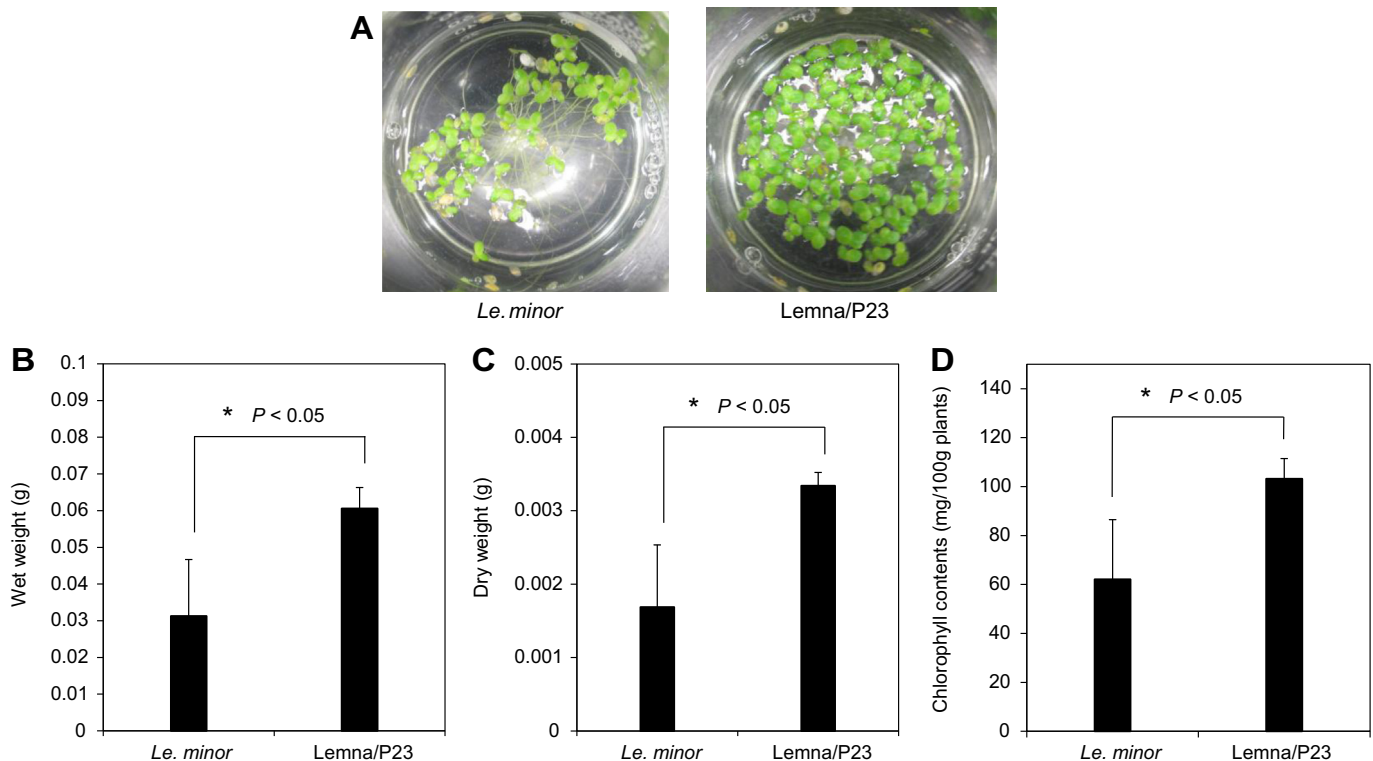 A
Le. minor
Lemna/P23
B
Wet weight (g)
0.1
0.09
0.08
0.07
0.06
0.05
0.04
0.03
0.02
0.01
0
* P < 0.05
Le. minor
Lemna/P23
C
Dry weight (g)
0.005
0.004
0.003
0.002
0.001
0
* P < 0.05
Le. minor
Lemna/P23
D
Chlorophyll contents (mg/100g plants)
140
120
100
80
60
40
20
0
* P < 0.05
Le. minor
Lemna/P23